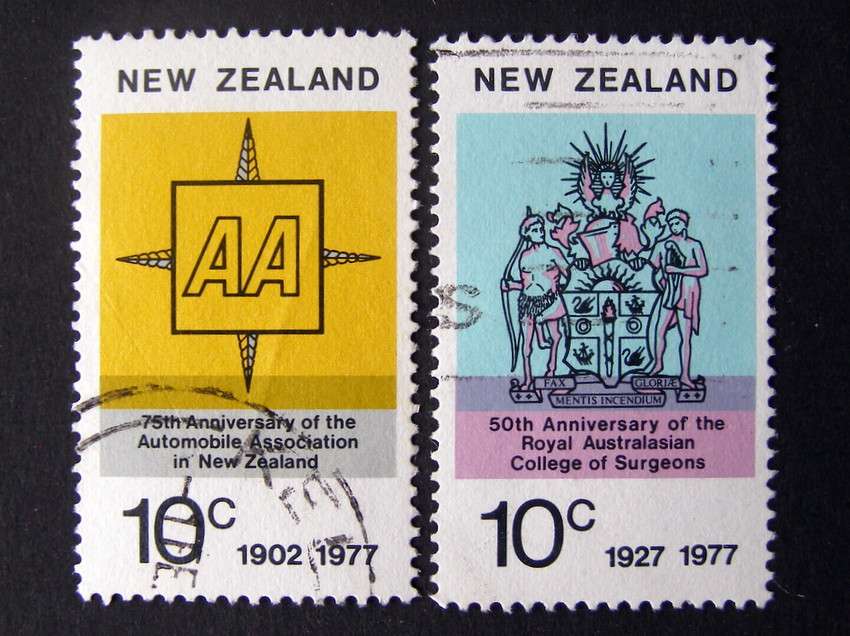 NEW ZEALAND
AA
75th Anniversary of the
Automobile Association
in New Zealand
10c
1902 1977
NEW ZEALAND
FAX GLORIÆ
MENTIS INCENDIUM
50th Anniversary of the
Royal Australasian
College of Surgeons
10c
1927 1977
S